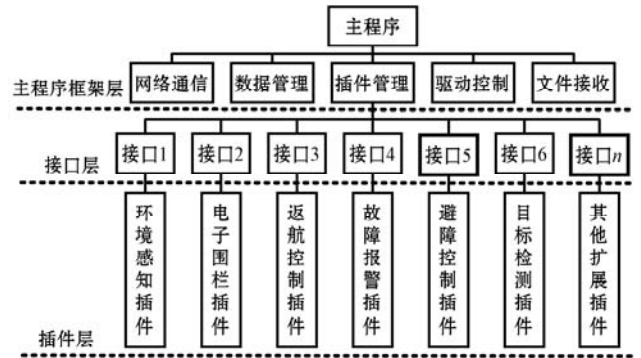 主程序
主程序框架层
网络通信
数据管理
插件管理
驱动控制
文件接收
接口层
接口1
接口2
接口3
接口4
接口5
接口6
接口n
环境感知插件
电子围栏插件
返航控制插件
故障报警插件
避障控制插件
目标检测插件
其他扩展插件
插件层